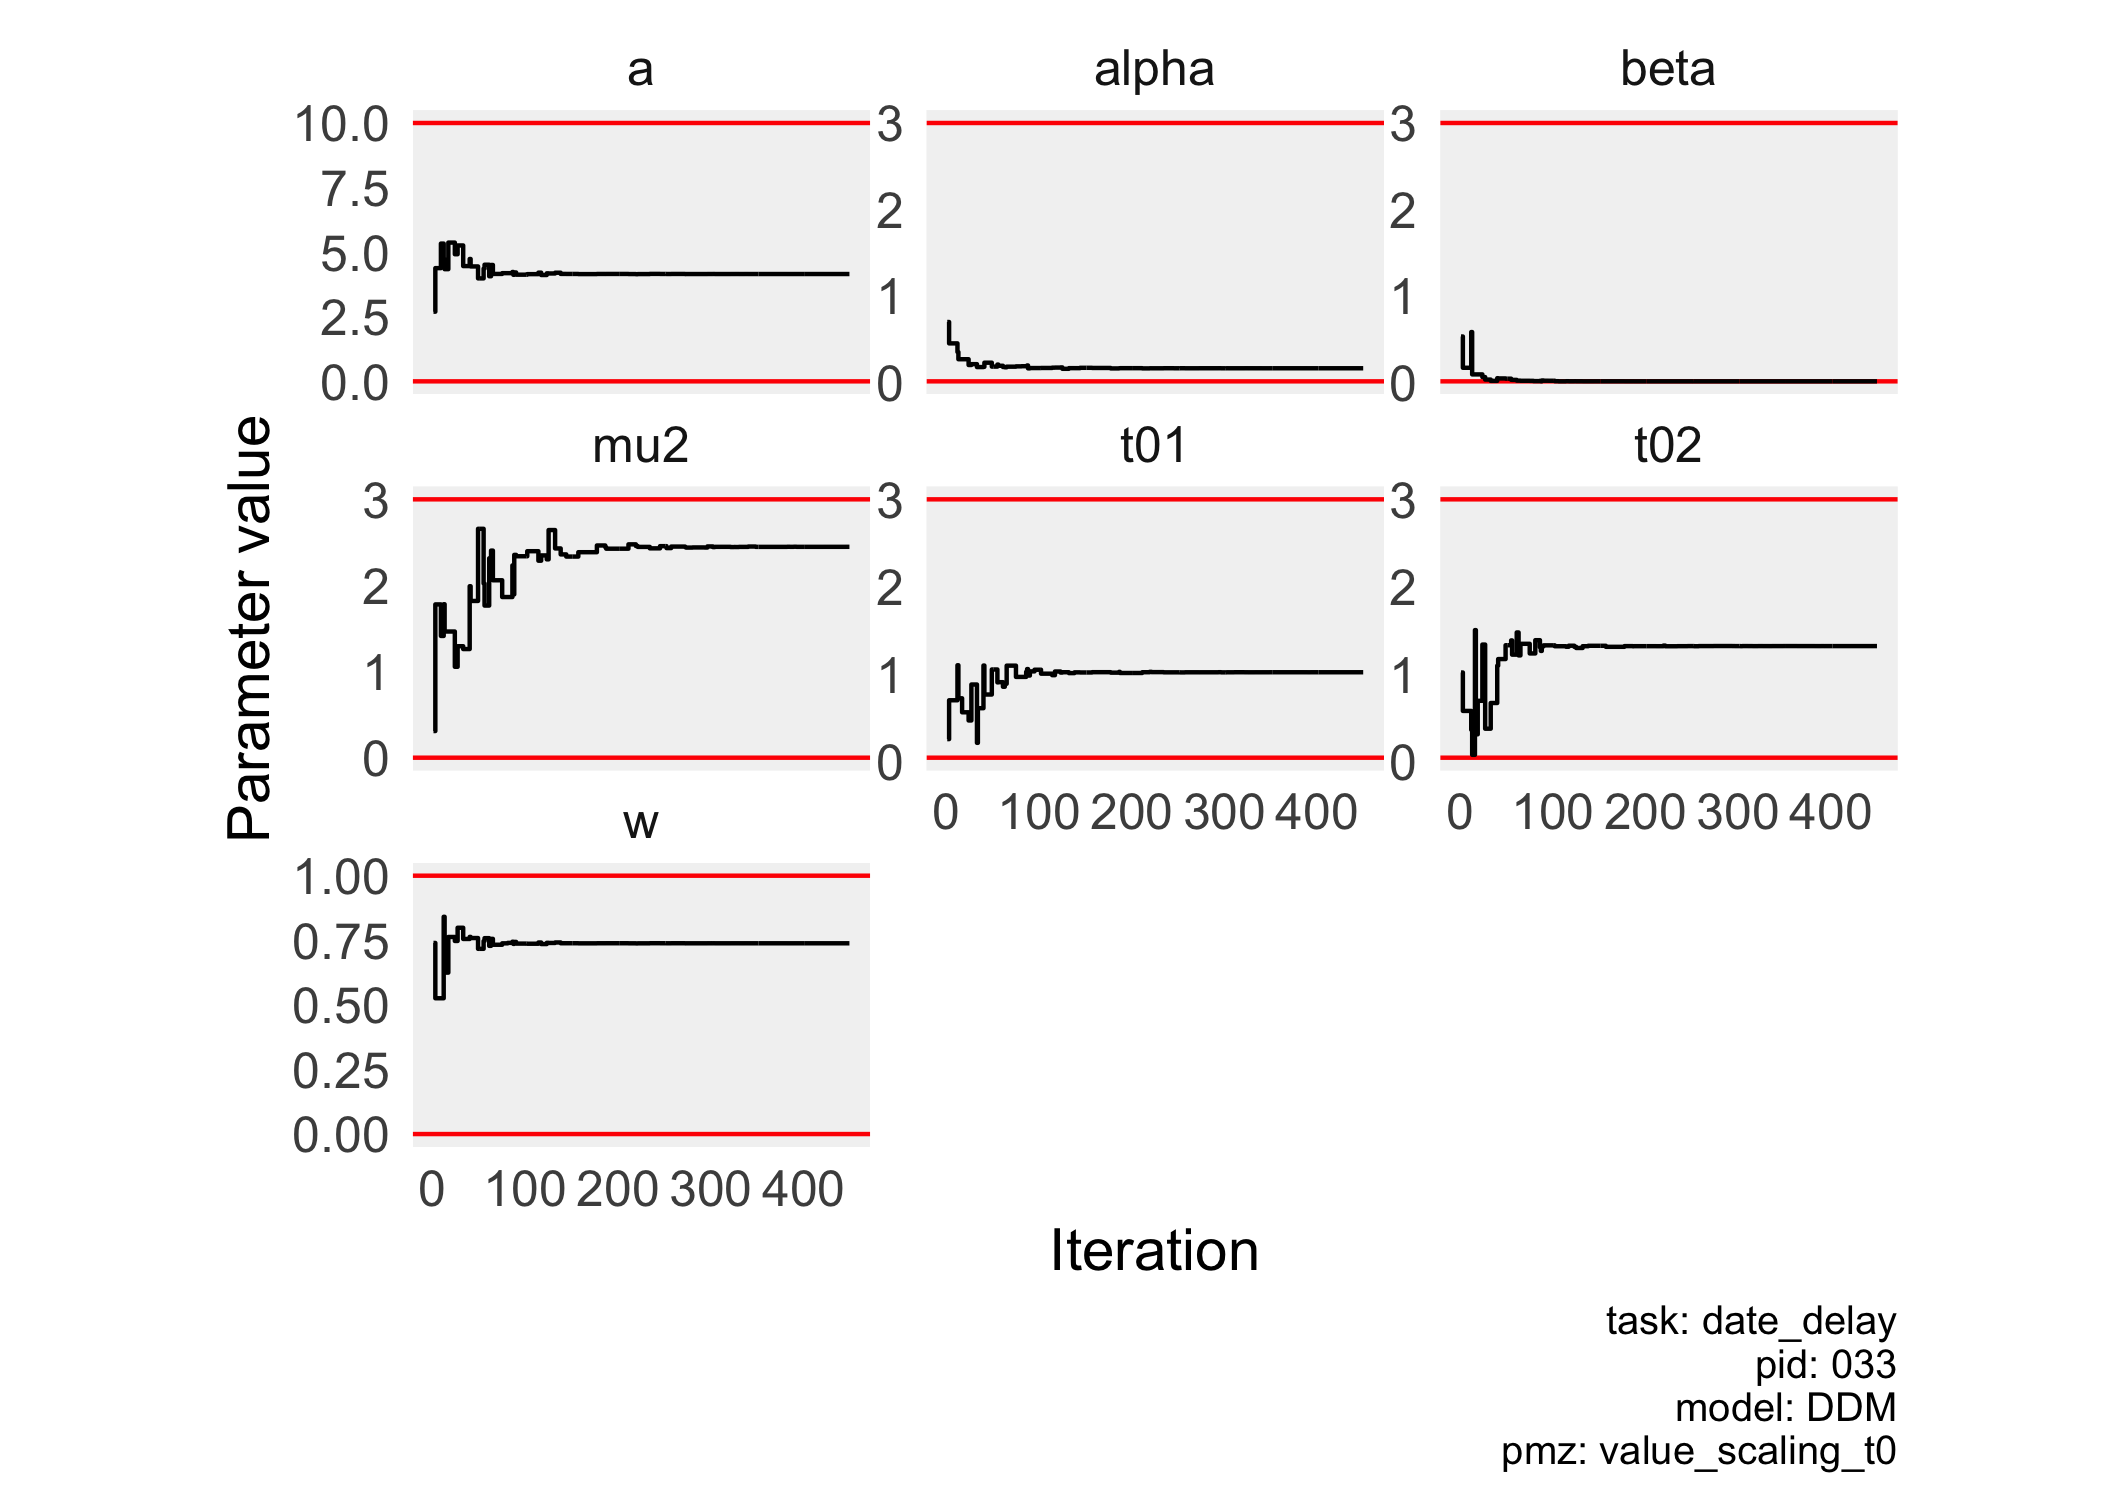 a alpha beta
10.0
7.5
5.0
2.5
0.0
3
2
1
0
3
2
1
0
mu2 t01 t02
3
2
1
0
3
2
1
0
3
2
1
0
0 100 200 300 400
0 100 200 300 400
w
1.00
0.75
0.50
0.25
0.00
0 100 200 300 400
Parameter value
Iteration
task: date_delay
pid: 033
model: DDM
pmz: value_scaling_t0